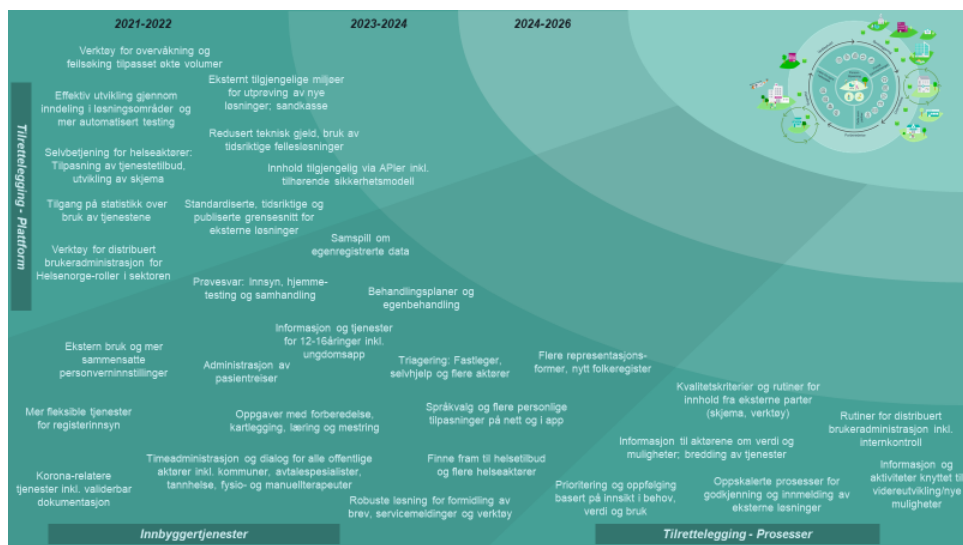 2021-2022
2023-2024
2024-2026
Verktøy for overvåkning og
feilsøking tilpasset økte volumer
Eksternt tilgjengelige miljøer
for utprøving av nye
løsninger; sandkasse
Effektiv utvikling gjennom
inndeling i løsningsområder og
mer automatisert testing
Redusert teknisk gjeld, bruk av
tidsriktige fellesløsninger
Selvbetjening for helseaktører:
Tilpasning av tjenestetilbud,
utvikling av skjema
Innhold tilgjengelig via APIer inkl.
tilhørende sikkerhetsmodell
Tilgang på statistikk over
bruk av tjenestene
Standardiserte, tidsriktige og
publiserte grensesnitt for
eksterne løsninger
Samspill om
egenregistrerte data
Verktøy for distribuert
brukeradministrasjon for
Helsenorge-roller i sektoren
Prøvesvar: Innsyn, hjemme-
testing og samhandling
Behandlingsplaner og
egenbehandling
Tilrettelegging - Plattform
Ekstern bruk og mer
sammensatte
personverninnstillinger
Informasjon og tjenester
for 12-16åringer inkl.
ungdomsapp
Administrasjon av
pasientreiser
Triagering: Fastleger,
selvhjelp og flere aktører
Flere representasjons-
former, nytt folkeregister
Mer fleksible tjenester
for registerinnsyn
Oppgaver med forberedelse,
kartlegging, læring og mestring
Språkvalg og flere personlige
tilpasninger på nett og i app
Kvalitetskriterier og rutiner for
innhold fra eksterne parter
(skjema, verktøy)
Rutiner for distribuert
brukeradministrasjon inkl.
internkontroll
Informasjon til aktørene om verdi og
muligheter; bredding av tjenester
Korona-relatere
tjenester inkl. validerbar
dokumentasjon
Timeadministrasjon og dialog for alle offentlige
aktører inkl. kommuner, avtalespesialister,
tannhelse, fysio- og manuellterapeuter
Finne fram til helsetilbud
og flere helseaktører
Robuste løsning for formidling av
brev, servicemeldinger og verktøy
Prioritering og oppfølging
basert på innsikt i behov,
verdi og bruk
Oppskalerte prosesser for
godkjenning og innmelding av
eksterne løsninger
Informasjon og
aktiviteter knyttet til
videreutvikling/nye
muligheter
Innbyggertjenester
Tilrettelegging - Prosesser